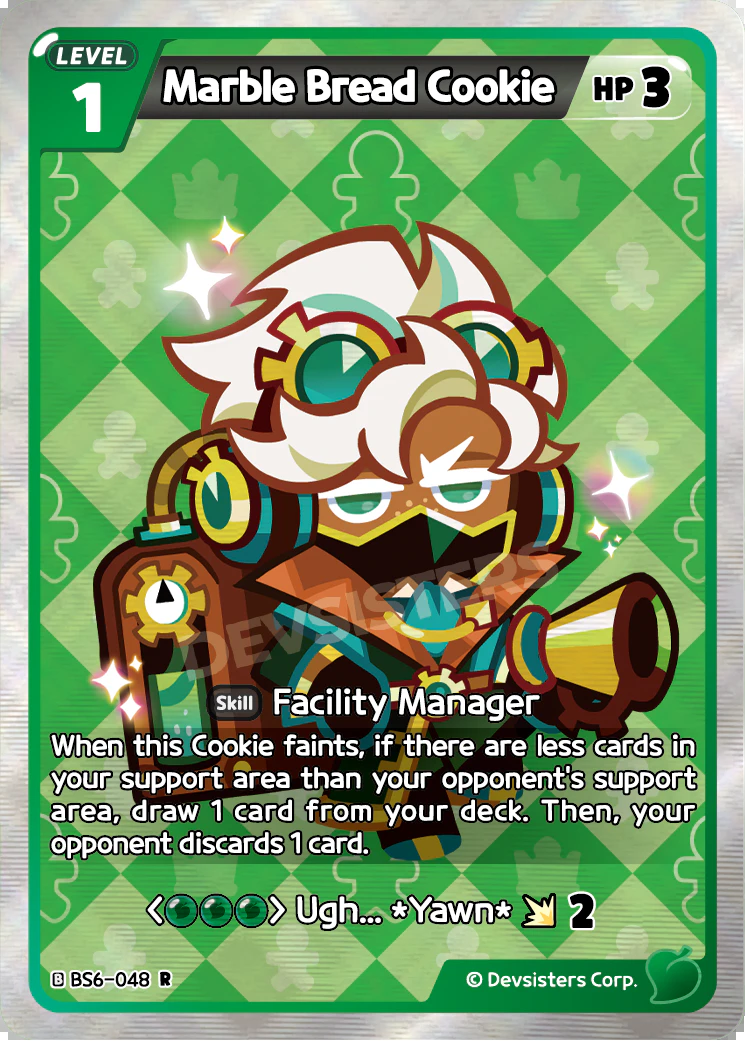 LEVEL
1
Marble Bread Cookie
HP 3
DEVSISTERS
Skill Facility Manager
When this Cookie faints, if there are less cards in
your support area than your opponent's support
area, draw 1 card from your deck. Then, your
opponent discards 1 card.
<●●●> Ugh... *Yawn* 2
B BS6-048 R
© Devsisters Corp.